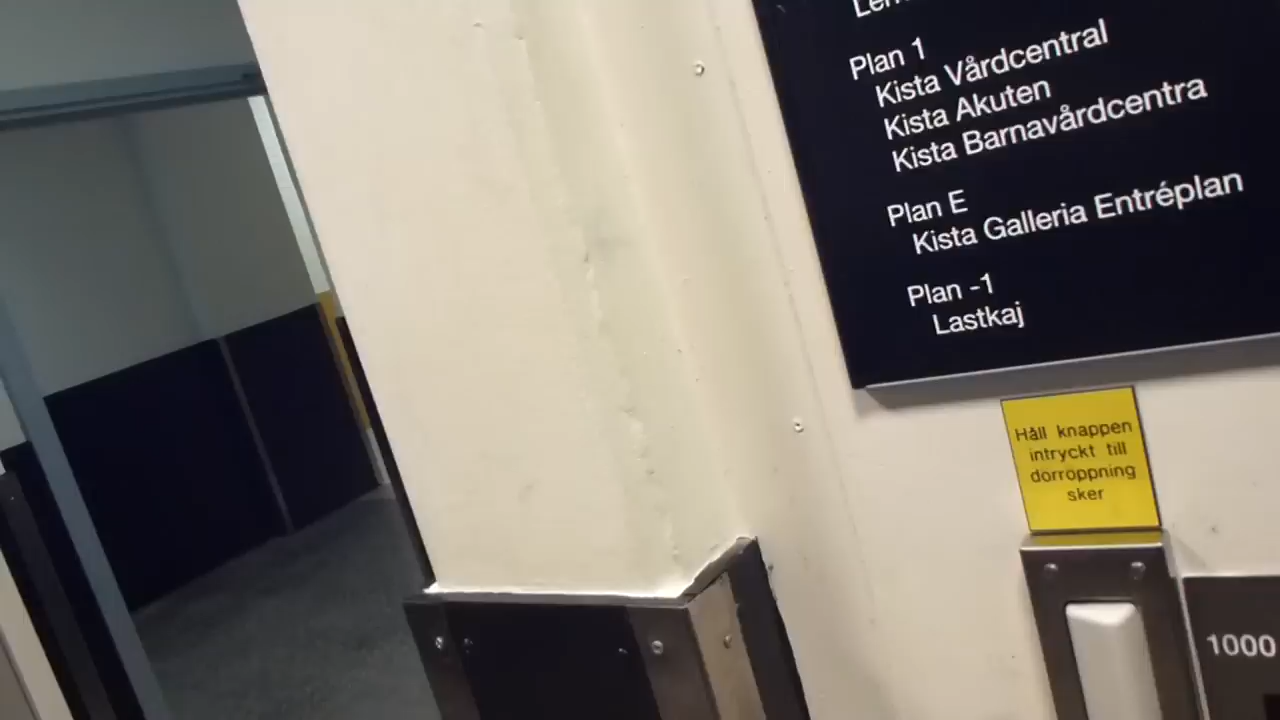 Plan 1
Kista Vårdcentral
Kista Akuten
Kista Barnavårdcentra
Plan E
Kista Galleria Entréplan
Plan -1
Lastkaj
Håll knappen
intryckt till
dorroppning
sker
1000